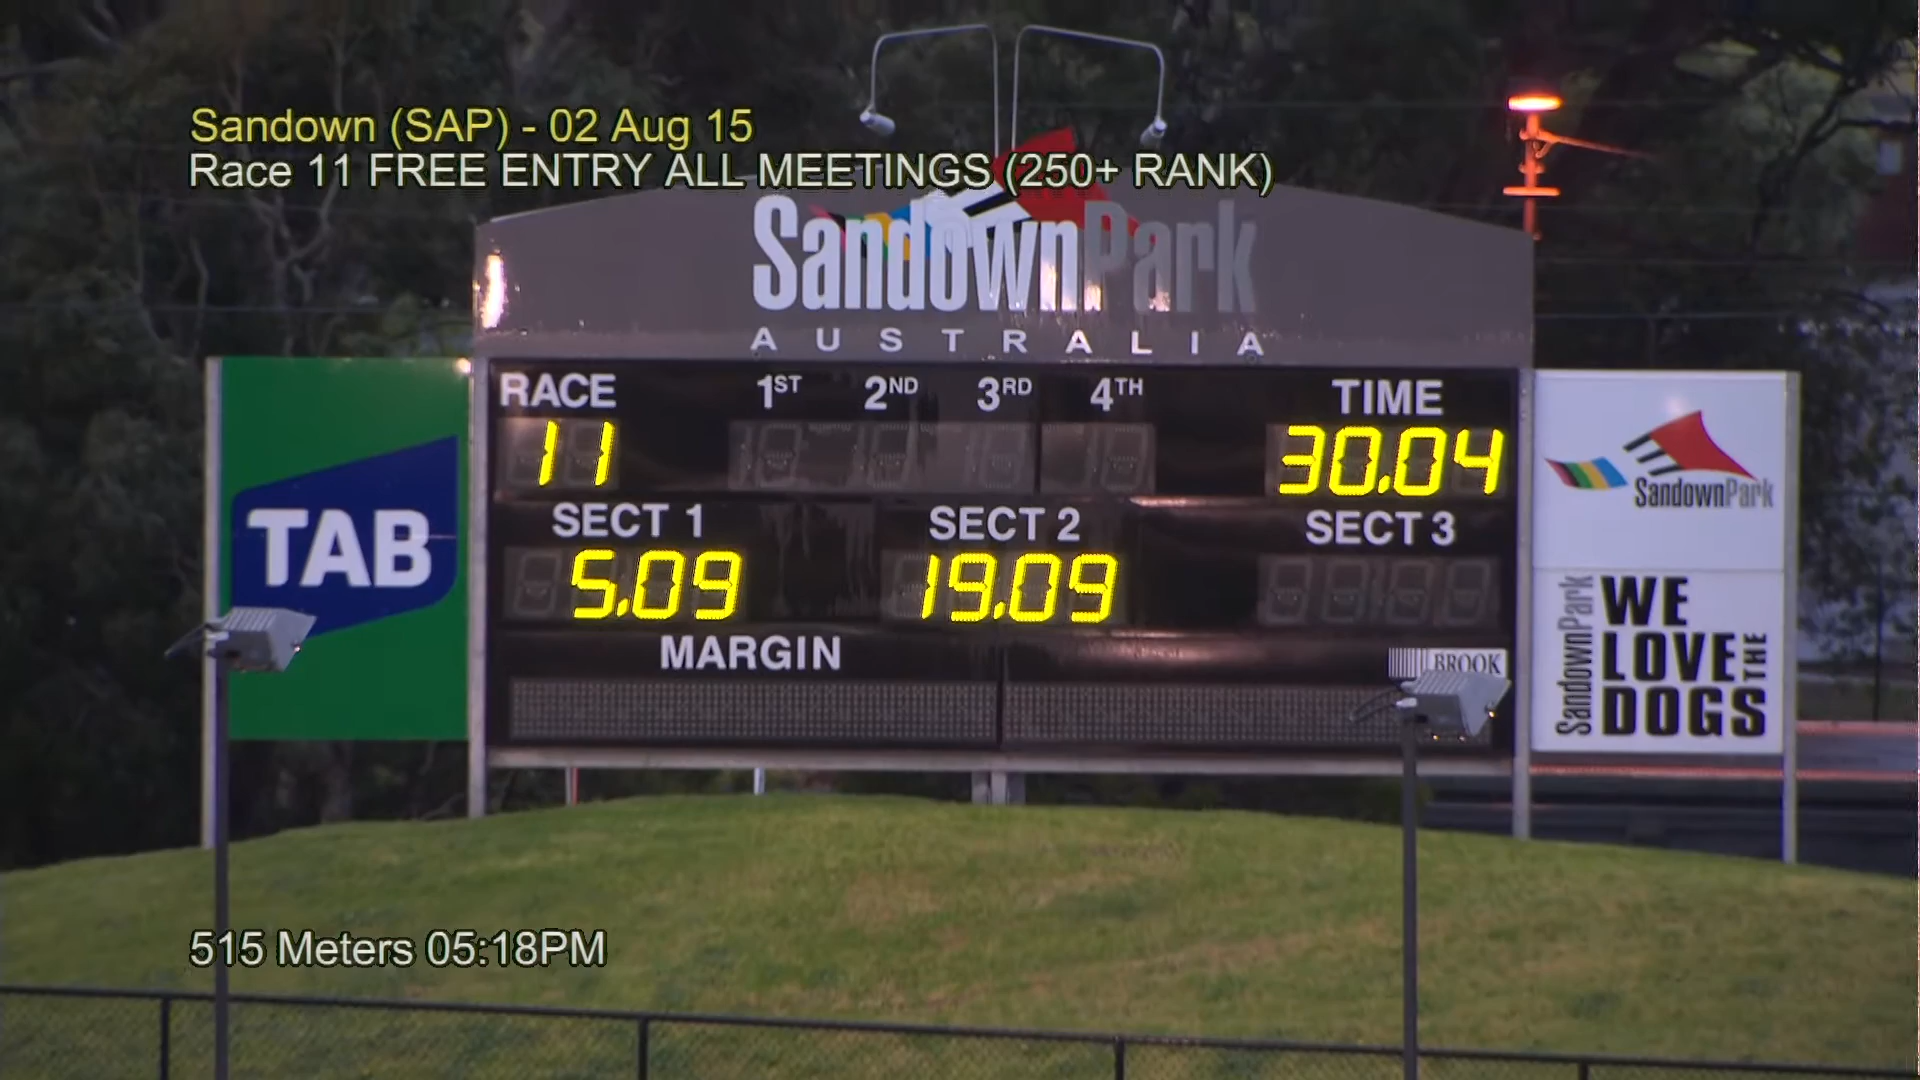 Sandown (SAP) - 02 Aug 15
Race 11 FREE ENTRY ALL MEETINGS (250+ RANK)
SandownPark
AUSTRALIA
RACE 1ST 2ND 3RD 4TH TIME
11 30.04
SECT 1 SECT 2 SECT 3
5.09 19.09
MARGIN
BROOK
TAB
SandownPark
SandownPark
WE
LOVE THE
DOGS
515 Meters 05:18PM